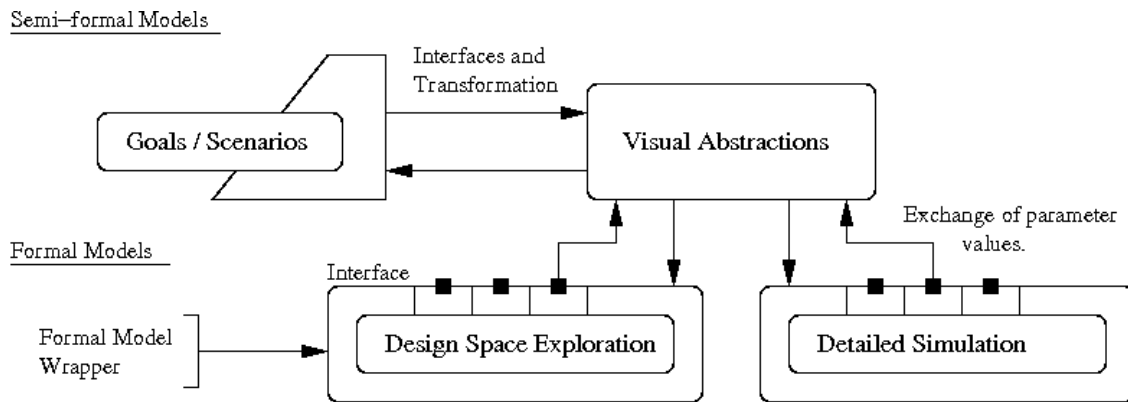 Semi–formal Models
Interfaces and
Transformation
Goals / Scenarios
Visual Abstractions
Exchange of parameter
values.
Formal Models
Interface
Formal Model
Wrapper
Design Space Exploration
Detailed Simulation